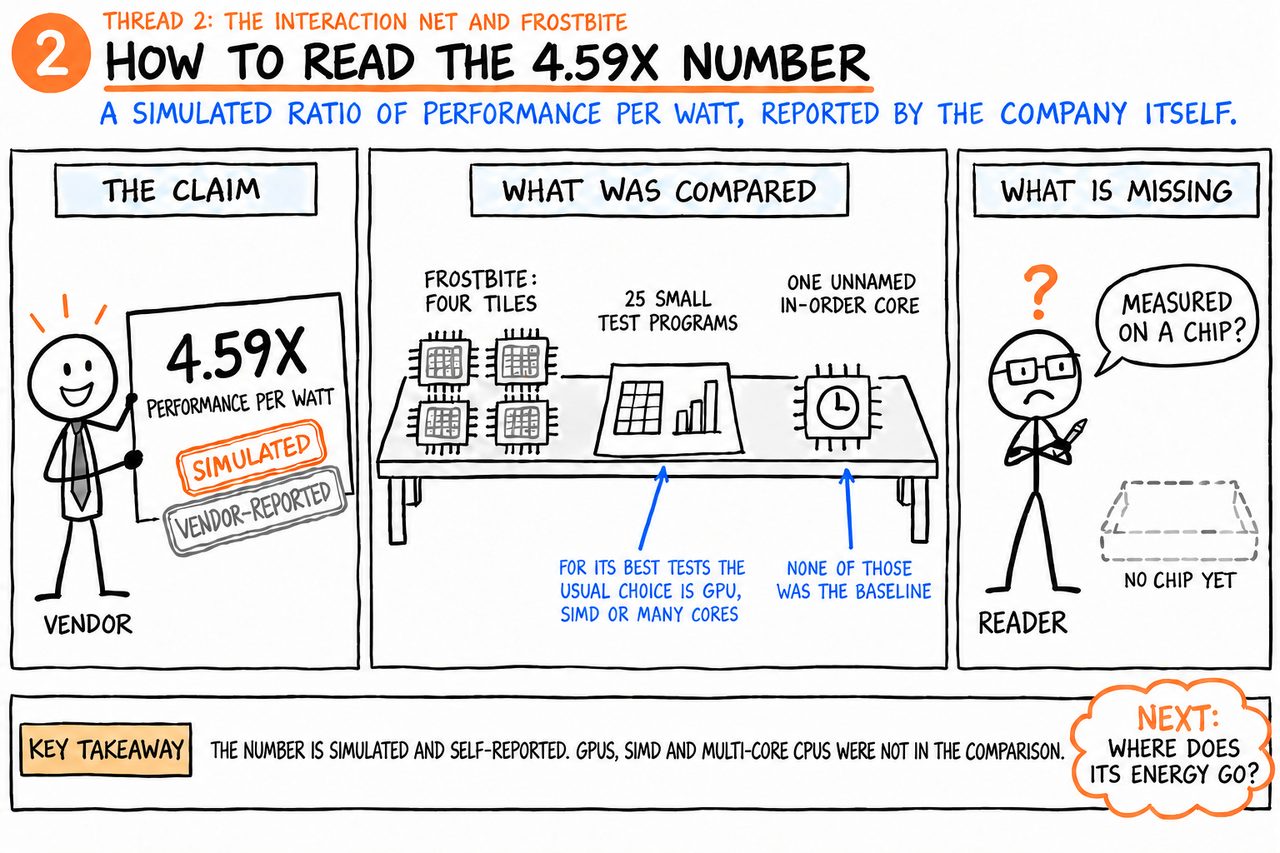 2
THREAD 2: THE INTERACTION NET AND FROSTBITE
HOW TO READ THE 4.59X NUMBER
A SIMULATED RATIO OF PERFORMANCE PER WATT, REPORTED BY THE COMPANY ITSELF.
THE CLAIM
4.59X
PERFORMANCE PER WATT
SIMULATED
VENDOR-REPORTED
VENDOR
WHAT WAS COMPARED
FROSTBITE:
FOUR TILES
25 SMALL
TEST PROGRAMS
ONE UNNAMED
IN-ORDER CORE
FOR ITS BEST TESTS THE
USUAL CHOICE IS GPU,
SIMD OR MANY CORES
NONE OF THOSE
WAS THE BASELINE
WHAT IS MISSING
?
MEASURED
ON A CHIP?
NO CHIP YET
READER
KEY TAKEAWAY
THE NUMBER IS SIMULATED AND SELF-REPORTED. GPUS, SIMD AND MULTI-CORE CPUS WERE NOT IN THE COMPARISON.
NEXT:
WHERE DOES
ITS ENERGY GO?